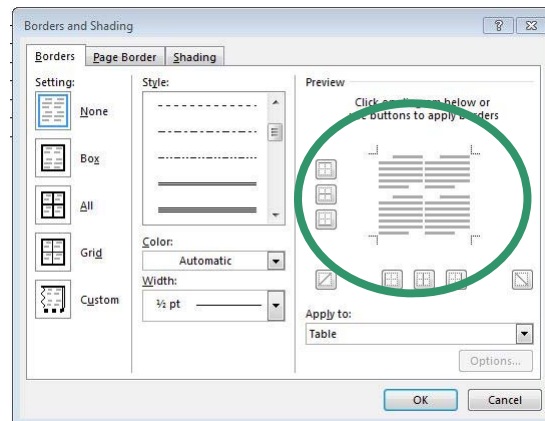 Borders and Shading
Borders
Page Border
Shading
Setting:
None
Box
All
Grid
Custom
Style:
Color:
Automatic
Width:
½ pt
Preview
Click on diagram below or
use buttons to apply borders
Apply to:
Table
Options...
OK
Cancel